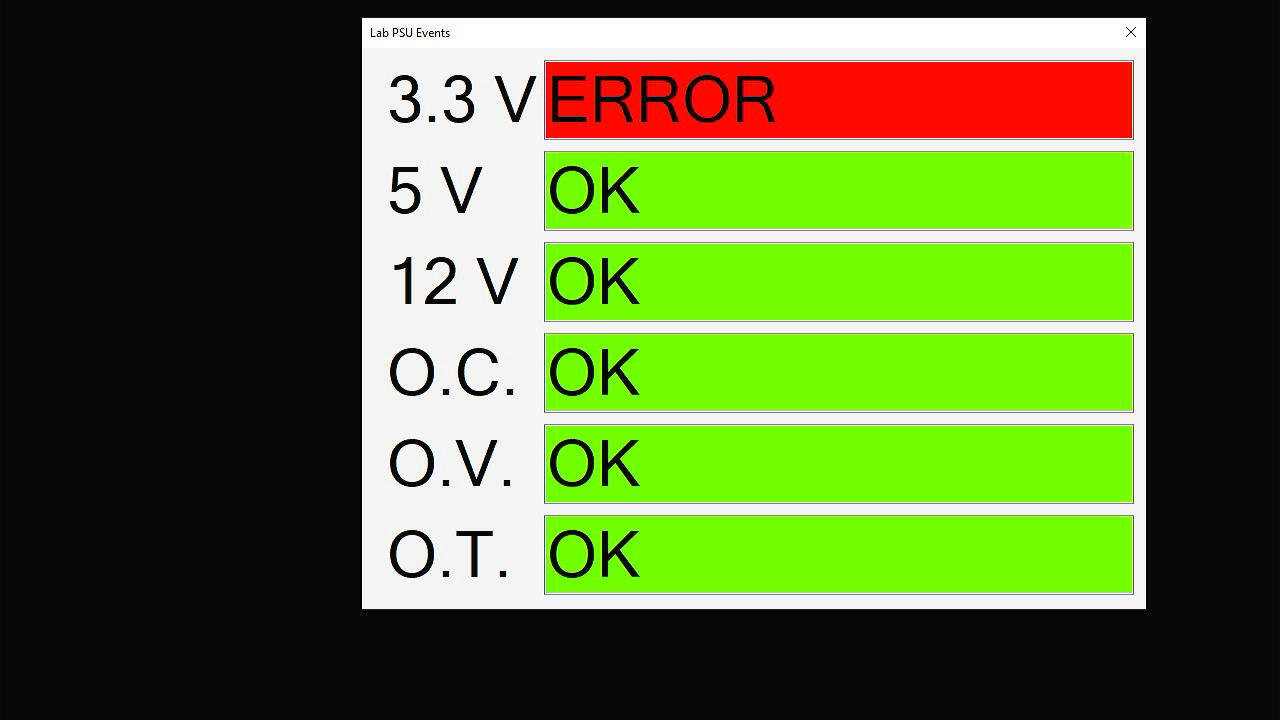 Lab PSU Events
3.3 V ERROR
5 V OK
12 V OK
O.C. OK
O.V. OK
O.T. OK